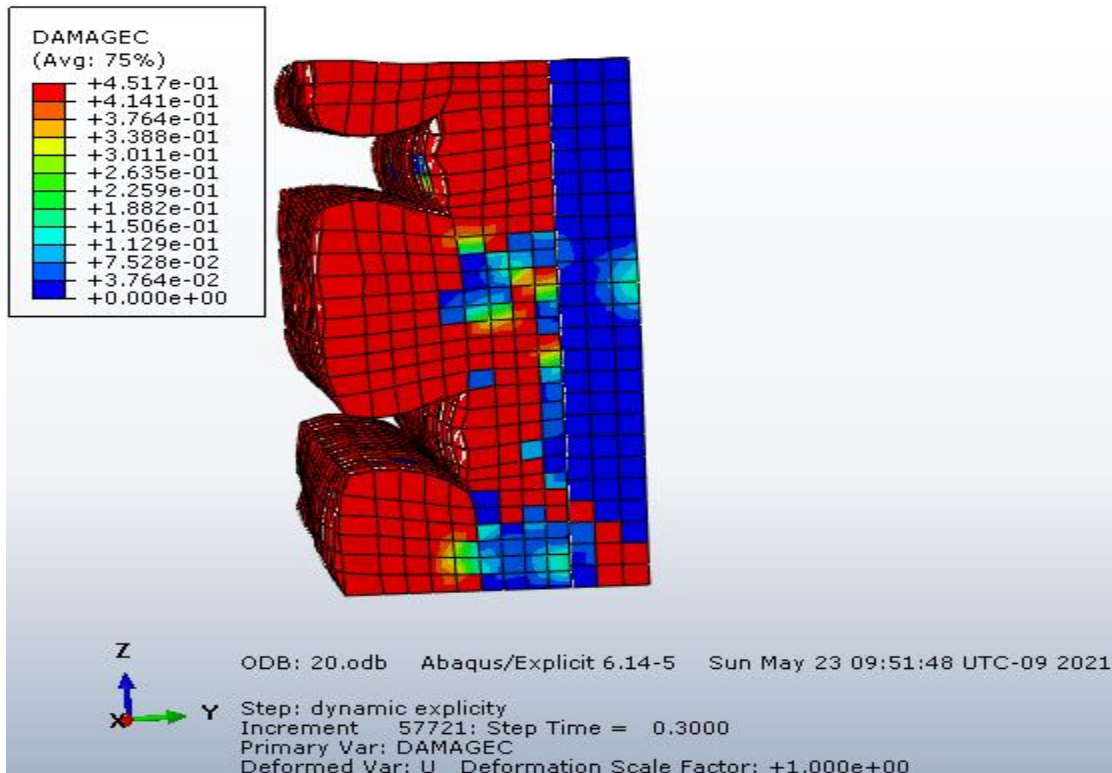 DAMAGEC
(Avg: 75%)
+4.517e-01
+4.141e-01
+3.764e-01
+3.388e-01
+3.011e-01
+2.635e-01
+2.259e-01
+1.882e-01
+1.506e-01
+1.129e-01
+7.528e-02
+3.764e-02
+0.000e+00
Z
Y
X
ODB: 20.odb Abaqus/Explicit 6.14-5 Sun May 23 09:51:48 UTC-09 2021
Step: dynamic explicity
Increment 57721: Step Time = 0.3000
Primary Var: DAMAGEC
Deformed Var: U Deformation Scale Factor: +1.000e+00